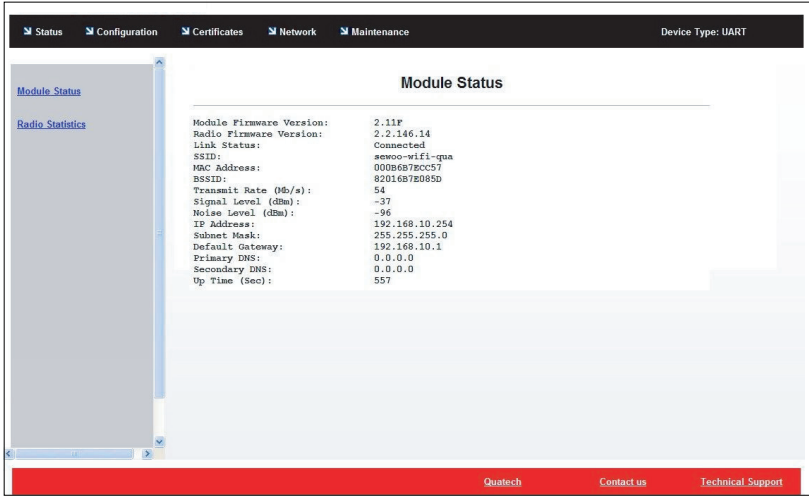 Status Configuration Certificates Network Maintenance Device Type: UART
Module Status
Radio Statistics
Module Status
Module Firmware Version: 2.11F
Radio Firmware Version: 2.2.146.14
Link Status: Connected
SSID: sewoo-wifi-qua
MAC Address: 000B6B7ECC57
BSSID: 82016B7E085D
Transmit Rate (Mb/s): 54
Signal Level (dBm): -37
Noise Level (dBm): -96
IP Address: 192.168.10.254
Subnet Mask: 255.255.255.0
Default Gateway: 192.168.10.1
Primary DNS: 0.0.0.0
Secondary DNS: 0.0.0.0
Up Time (Sec): 557
Quatech Contact us Technical Support